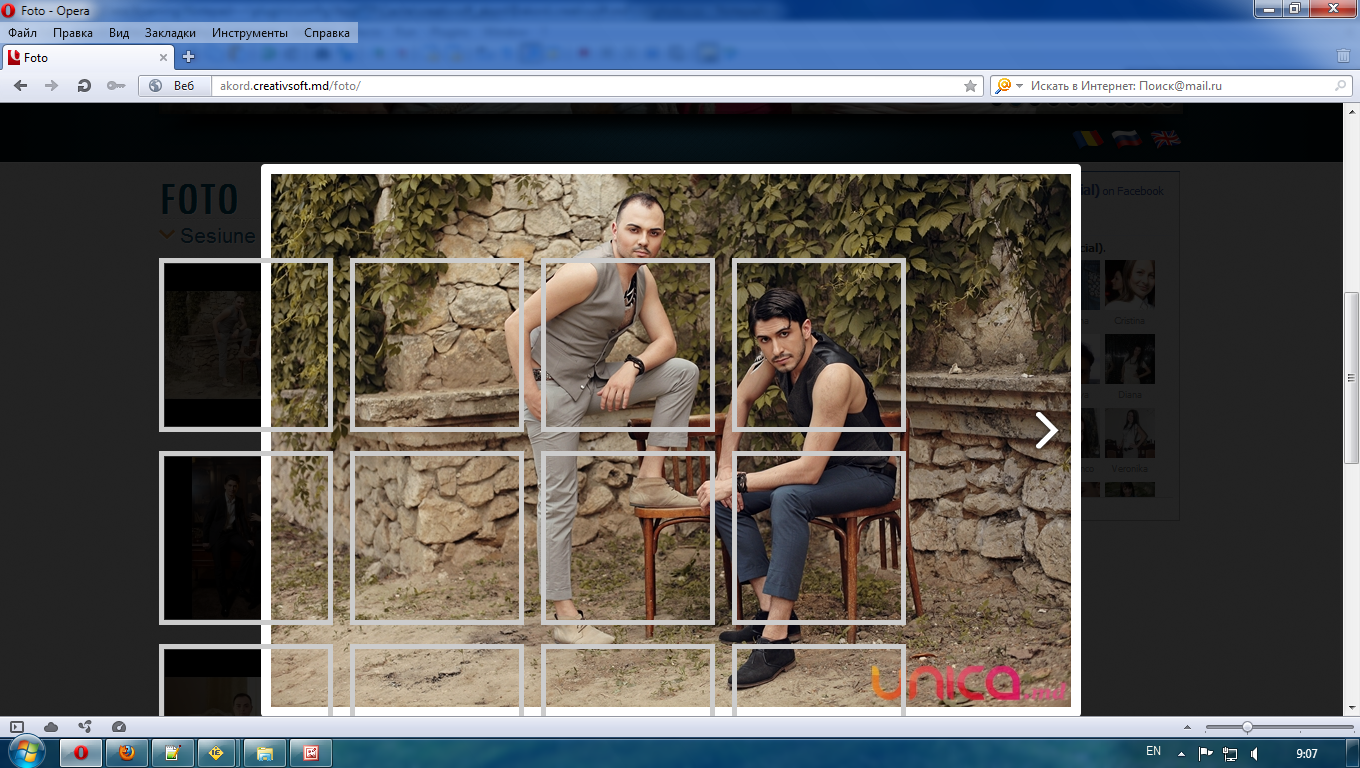 Foto - Opera
Файл Правка Вид Закладки Инструменты Справка
Foto
Веб akord.creativsoft.md/foto/ Искать в Интернет: Поиск@mail.ru
FOTO
Sesiune
ial) on Facebook
cial).
Cristina
Diana
Veronika
unica.md
EN 9:07